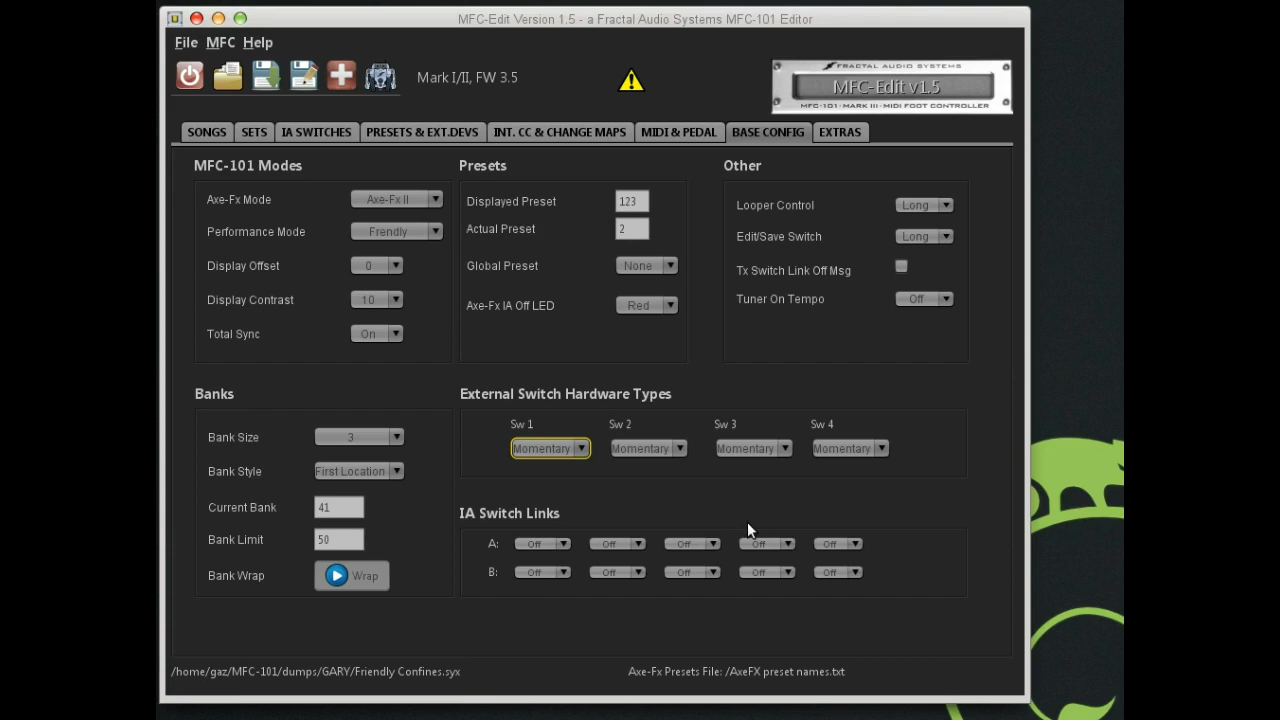 MFC-Edit Version 1.5 - a Fractal Audio Systems MFC-101 Editor
File MFC Help
Mark I/II, FW 3.5
FRACTAL AUDIO SYSTEMS
MFC-Edit v1.5
MFC-101 - MARK III - MIDI FOOT CONTROLLER
SONGS SETS IA SWITCHES PRESETS & EXT.DEVS INT. CC & CHANGE MAPS MIDI & PEDAL BASE CONFIG EXTRAS
MFC-101 Modes
Axe-Fx Mode Axe-Fx II
Performance Mode Frendly
Display Offset 0
Display Contrast 10
Total Sync On
Presets
Displayed Preset 123
Actual Preset 2
Global Preset None
Axe-Fx IA Off LED Red
Other
Looper Control Long
Edit/Save Switch Long
Tx Switch Link Off Msg
Tuner On Tempo Off
Banks
Bank Size 3
Bank Style First Location
Current Bank 41
Bank Limit 50
Bank Wrap Wrap
External Switch Hardware Types
Sw 1 Sw 2 Sw 3 Sw 4
Momentary Momentary Momentary Momentary
IA Switch Links
A: Off Off Off Off Off
B: Off Off Off Off Off
/home/gaz/MFC-101/dumps/GARY/Friendly Confines.syx
Axe-Fx Presets File: /AxeFX preset names.txt